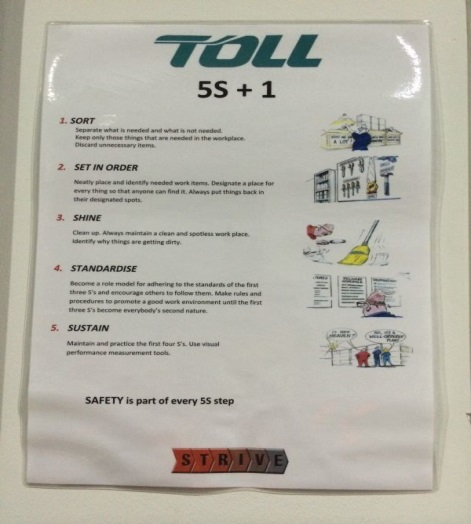 TOLL
5S + 1
1. SORT
Separate what is needed and what is not needed.
Keep only those things that are needed in the workplace.
Discard unnecessary items.
2. SET IN ORDER
Neatly place and identify needed work items. Designate a place for
every thing so that anyone can find it. Always put things back in
their designated spots.
3. SHINE
Clean up. Always maintain a clean and spotless work place.
Identify why things are getting dirty.
4. STANDARDISE
Become a role model for adhering to the standards of the first
three S's and encourage others to follow them. Make rules and
procedures to promote a good work environment until the first
three S's become everybody's second nature.
5. SUSTAIN
Maintain and practice the first four S's. Use visual
performance measurement tools.
SAFETY is part of every 5S step
STRIVE